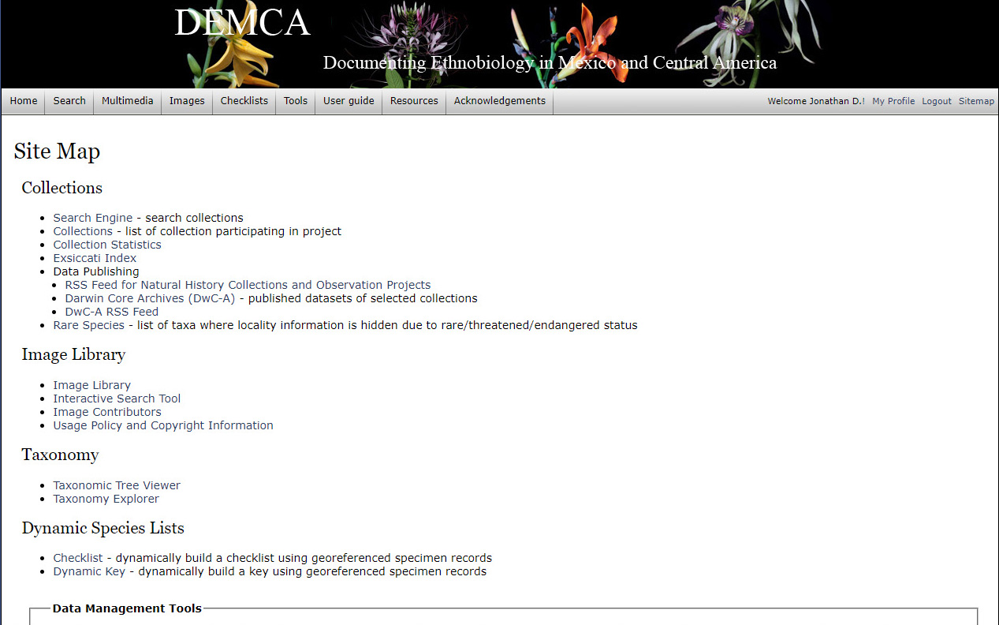 DEMCA
Documenting Ethnobiology in Mexico and Central America
Home Search Multimedia Images Checklists Tools User guide Resources Acknowledgements Welcome Jonathan D.! My Profile Logout Sitemap
Site Map
Collections
Search Engine - search collections
Collections - list of collection participating in project
Collection Statistics
Exsiccati Index
Data Publishing
RSS Feed for Natural History Collections and Observation Projects
Darwin Core Archives (DwC-A) - published datasets of selected collections
DwC-A RSS Feed
Rare Species - list of taxa where locality information is hidden due to rare/threatened/endangered status
Image Library
Image Library
Interactive Search Tool
Image Contributors
Usage Policy and Copyright Information
Taxonomy
Taxonomic Tree Viewer
Taxonomy Explorer
Dynamic Species Lists
Checklist - dynamically build a checklist using georeferenced specimen records
Dynamic Key - dynamically build a key using georeferenced specimen records
Data Management Tools